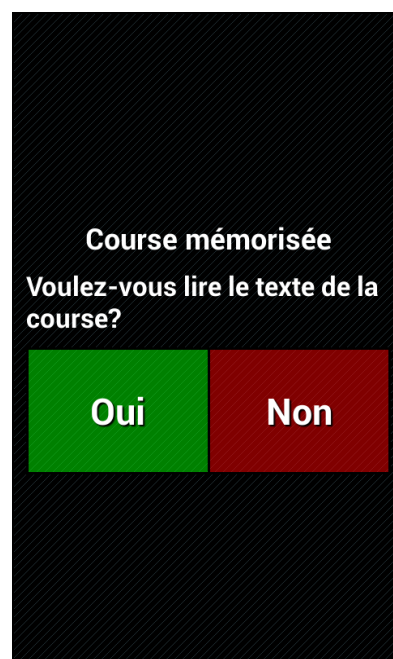 Course mémorisée
Voulez-vous lire le texte de la
course?
Oui
Non